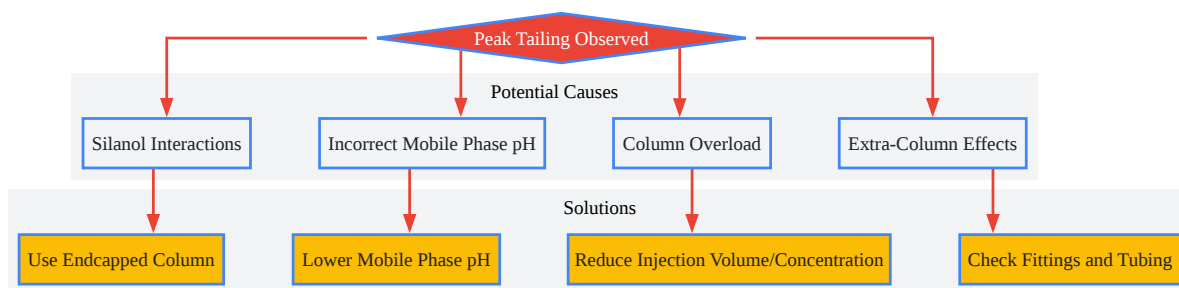 Peak Tailing Observed
Potential Causes
Silanol Interactions
Incorrect Mobile Phase pH
Column Overload
Extra-Column Effects
Solutions
Use Endcapped Column
Lower Mobile Phase pH
Reduce Injection Volume/Concentration
Check Fittings and Tubing